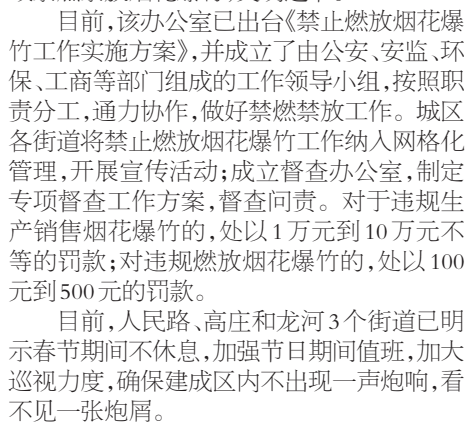 目前，该办公室已出台《禁止燃放烟花爆
竹工作实施方案》，并成立了由公安、安监、环
保、工商等部门组成的工作领导小组，按照职
责分工，通力协作，做好禁燃禁放工作。城区
各街道将禁止燃放烟花爆竹工作纳入网格化
管理，开展宣传活动；成立督查办公室，制定
专项督查工作方案，督查问责。对于违规生
产销售烟花爆竹的，处以1万元到10万元不
等的罚款；对违规燃放烟花爆竹的，处以100
元到500元的罚款。
目前，人民路、高庄和龙河3个街道已明
示春节期间不休息，加强节日期间值班，加大
巡视力度，确保建成区内不出现一声炮响，看
不见一张炮屑。